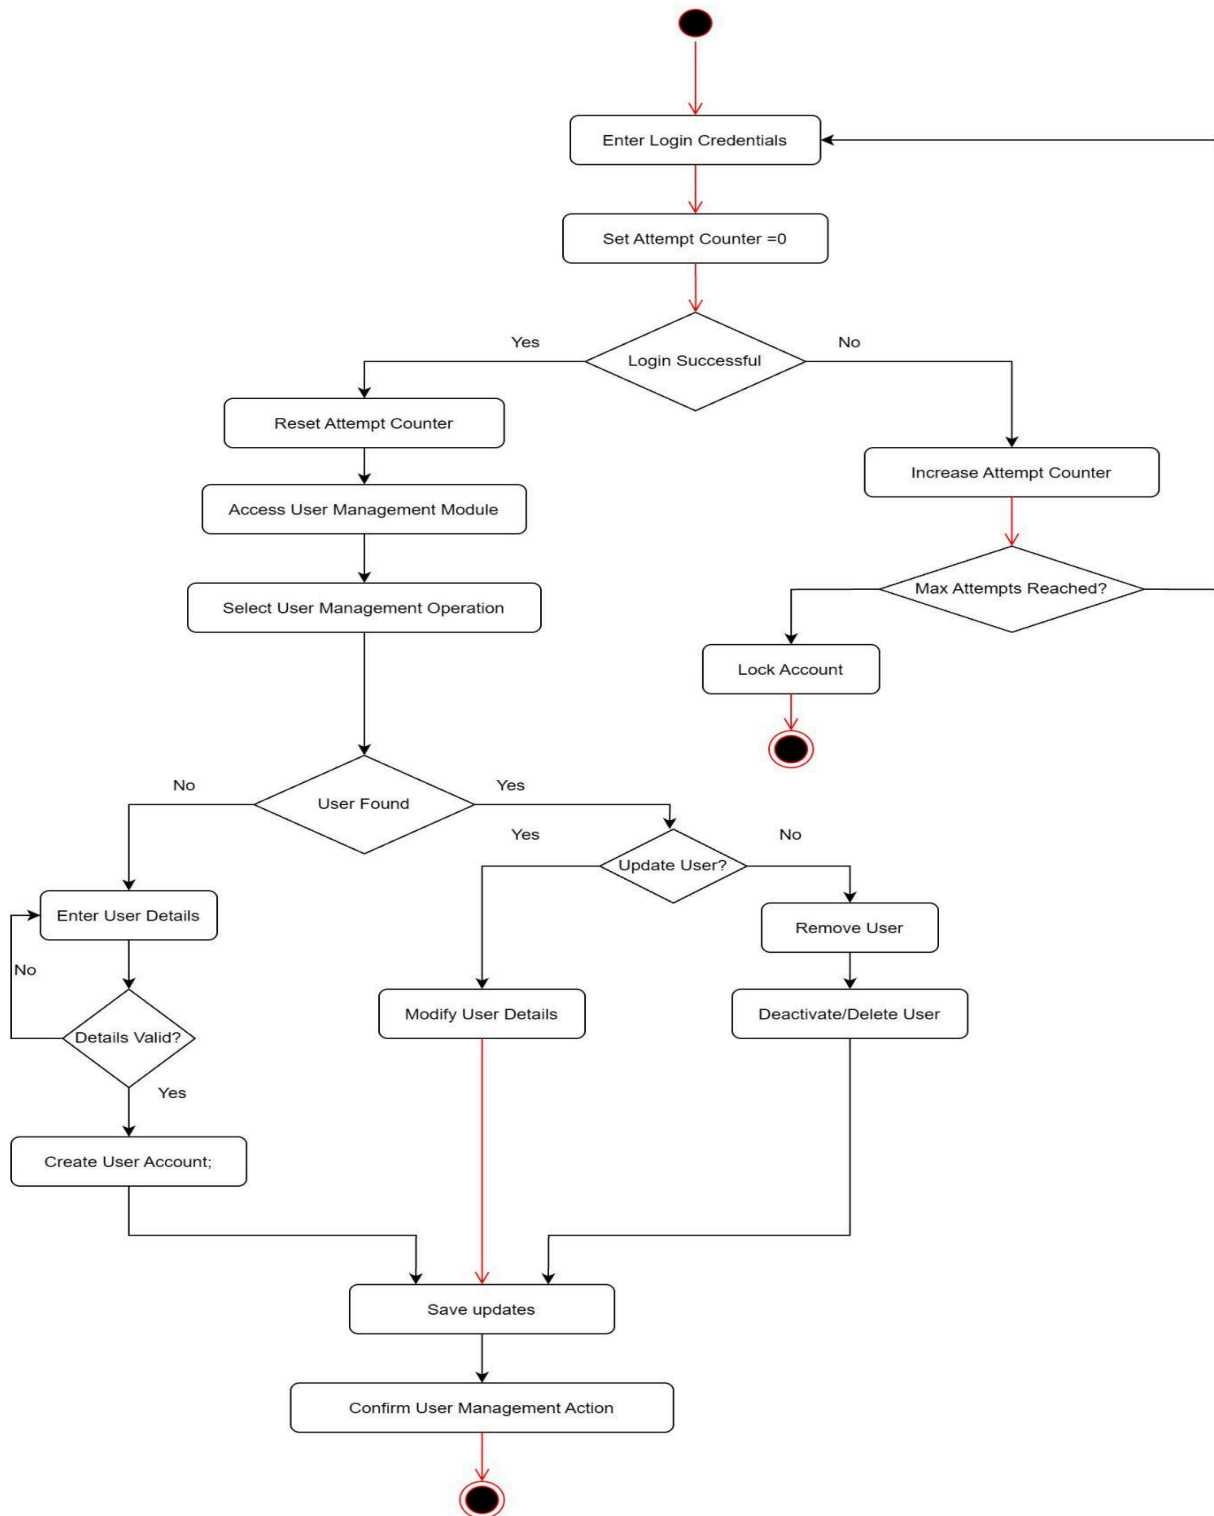 Enter Login Credentials
Set Attempt Counter =0
Yes
Login Successful
No
Reset Attempt Counter
Increase Attempt Counter
Access User Management Module
Max Attempts Reached?
Select User Management Operation
Lock Account
No
User Found
Yes
Yes
Update User?
No
Enter User Details
Remove User
No
Modify User Details
Deactivate/Delete User
Details Valid?
Yes
Create User Account;
Save updates
Confirm User Management Action